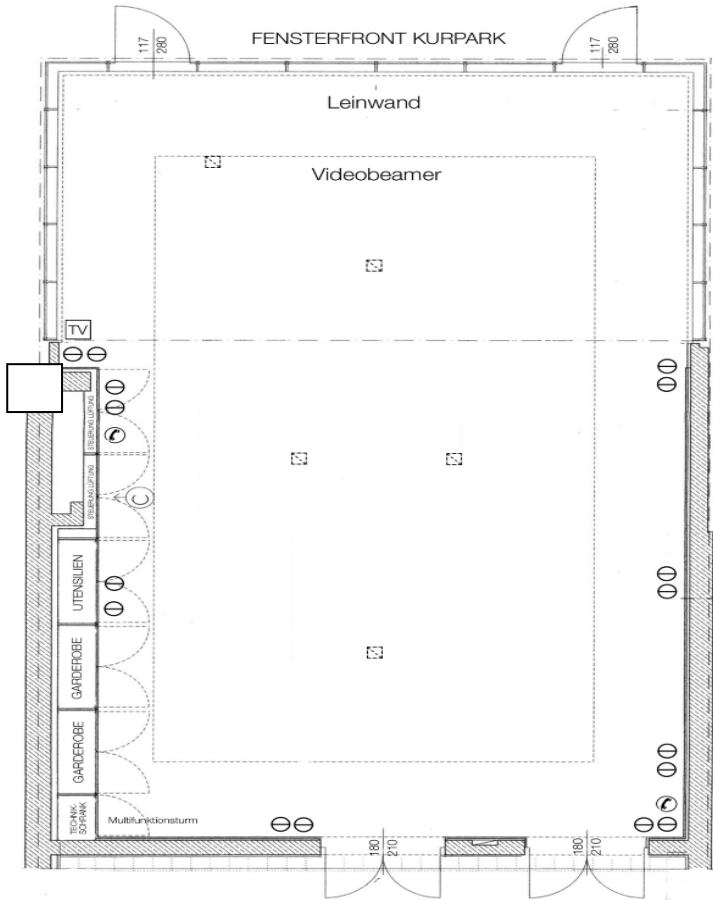 FENSTERFRONT KURPARK
117
280
117
280
Leinwand
Videobeamer
TV
STEUERUNG LÜFTUNG
STEUERUNG LÜFTUNG
C
UTENSILIEN
GARDEROBE
GARDEROBE
TECHNIK-
SCHRANK
Multifunktionsturm
180
210
180
210